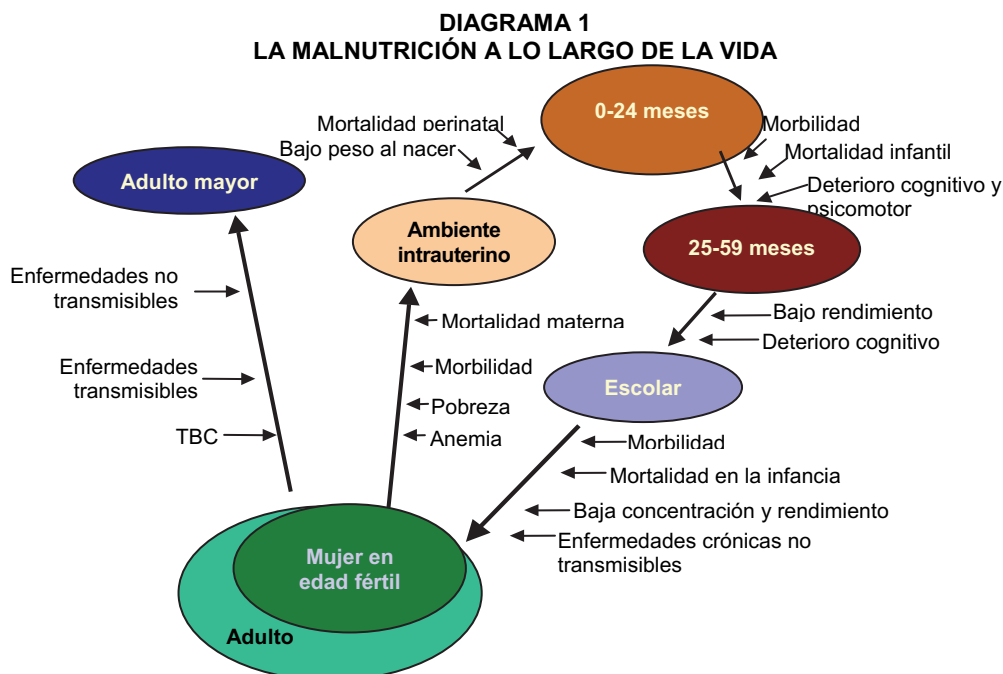 DIAGRAMA 1
LA MALNUTRICIÓN A LO LARGO DE LA VIDA
0-24 meses
Mortalidad perinatal
Bajo peso al nacer
Morbilidad
Mortalidad infantil
Deterioro cognitivo y
psicomotor
Adulto mayor
Ambiente
intrauterino
25-59 meses
Enfermedades no
transmisibles
Mortalidad materna
Bajo rendimiento
Deterioro cognitivo
Enfermedades
transmisibles
Morbilidad
Escolar
Pobreza
TBC
Anemia
Morbilidad
Mortalidad en la infancia
Baja concentración y rendimiento
Enfermedades crónicas no
transmisibles
Mujer en
edad fértil
Adulto